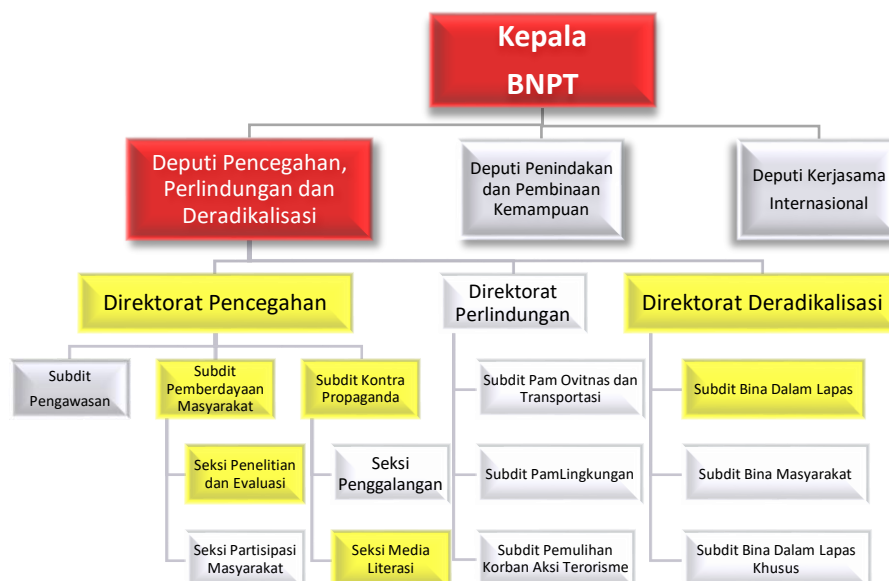 Kepala
BNPT
Deputi Pencegahan,
Perlindungan dan
Deradikalisasi
Deputi Penindakan
dan Pembinaan
Kemampuan
Deputi Kerjasama
Internasional
Direktorat Pencegahan
Direktorat
Perlindungan
Direktorat Deradikalisasi
Subdit
Pengawasan
Subdit
Pemberdayaan
Masyarakat
Subdit Kontra
Propaganda
Subdit Pam Ovitnas dan
Transportasi
Subdit Bina Dalam Lapas
Seksi Penelitian
dan Evaluasi
Seksi
Penggalangan
Subdit PamLingkungan
Subdit Bina Masyarakat
Seksi Partisipasi
Masyarakat
Seksi Media
Literasi
Subdit Pemulihan
Korban Aksi Terorisme
Subdit Bina Dalam Lapas
Khusus